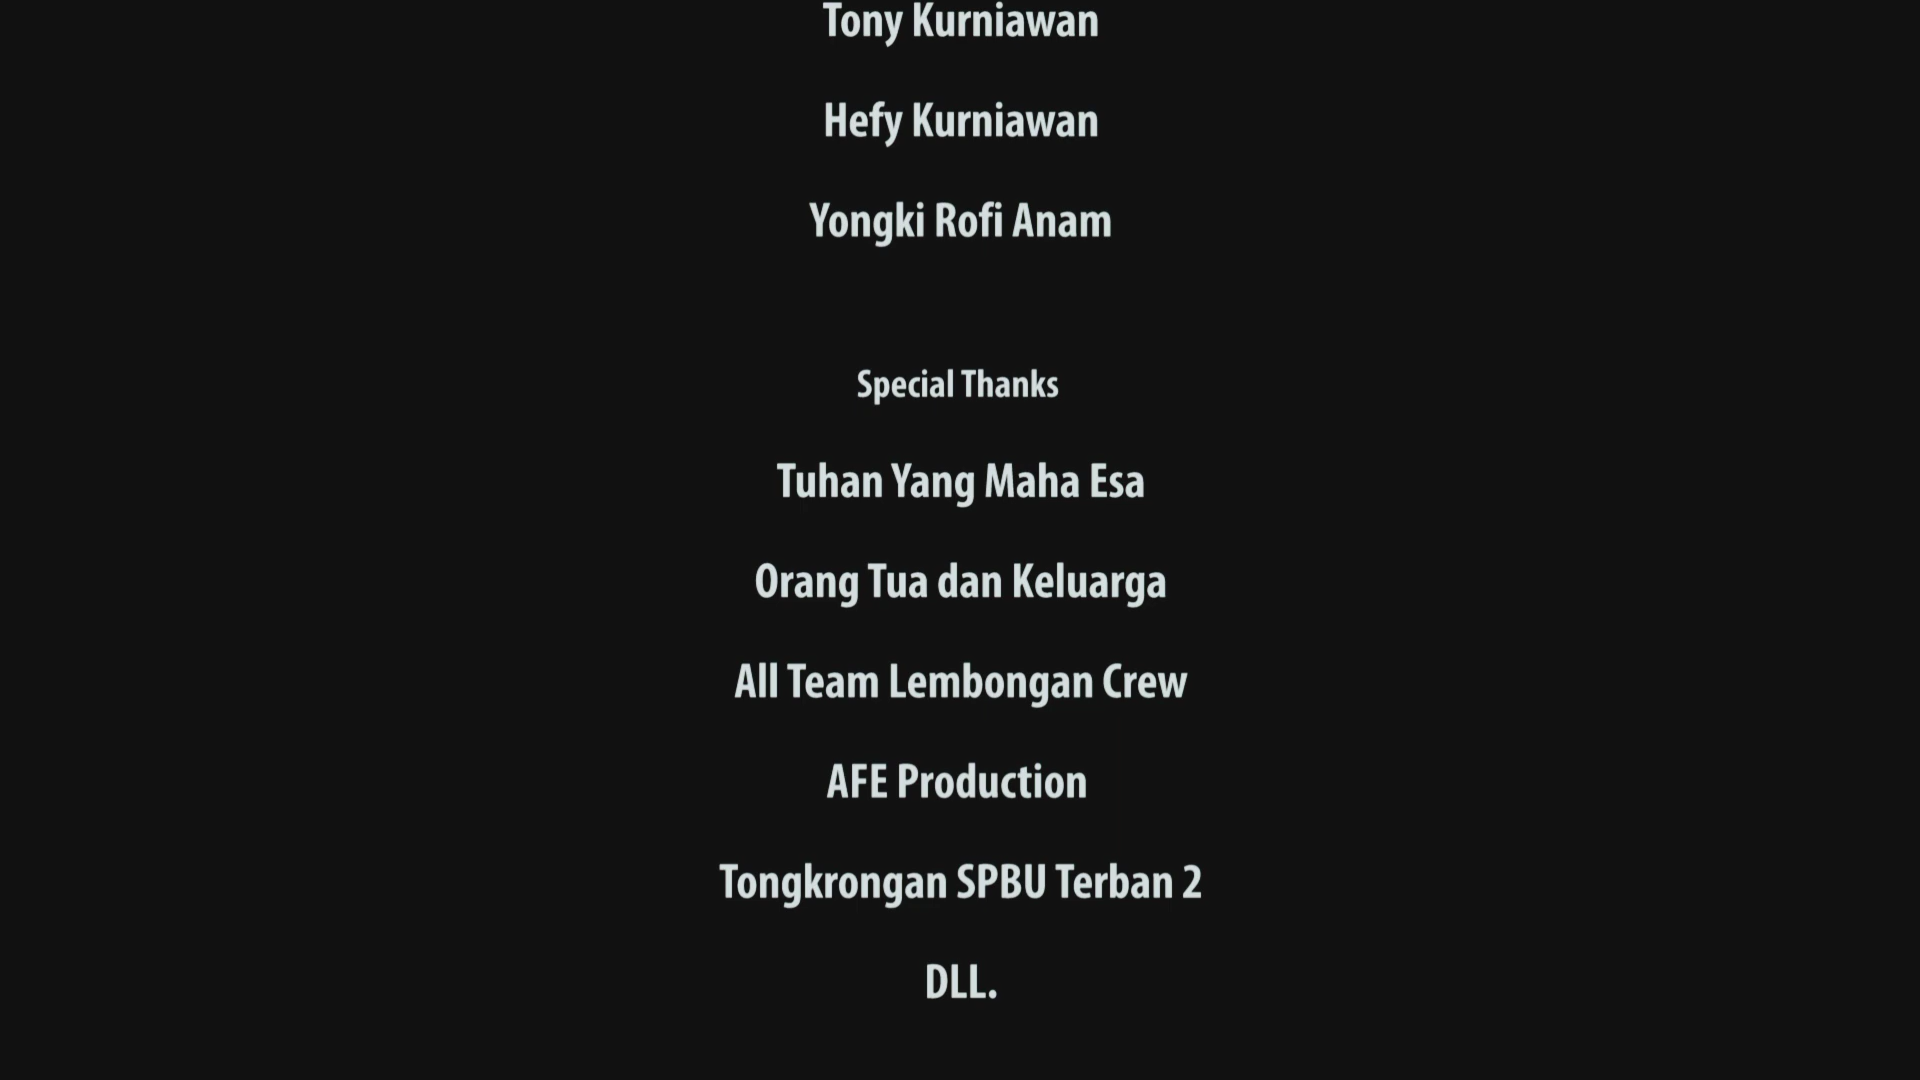 Tony Kurniawan
Hefy Kurniawan
Yongki Rofi Anam
Special Thanks
Tuhan Yang Maha Esa
Orang Tua dan Keluarga
All Team Lembongan Crew
AFE Production
Tongkrongan SPBU Terban 2
DLL.